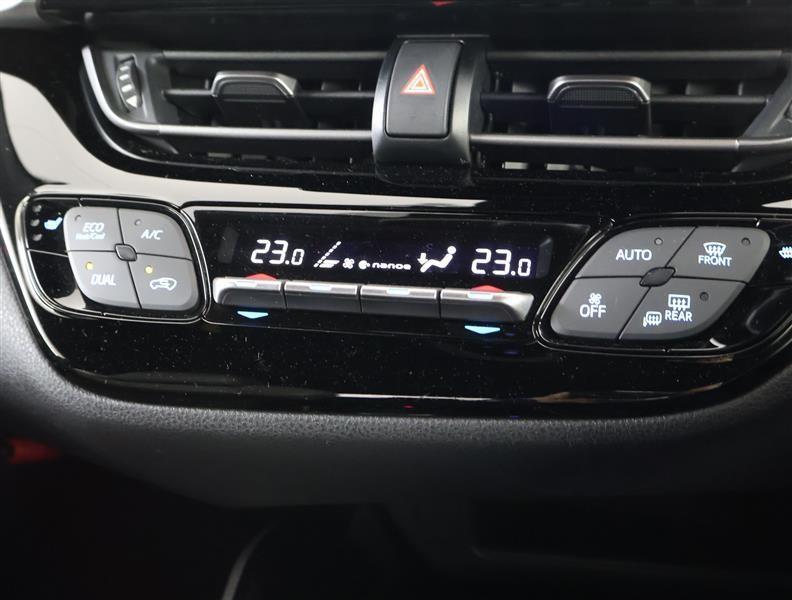 ECO
Heat/Cool
A/C
DUAL
23.0 nanoe 23.0
AUTO
FRONT
OFF
REAR